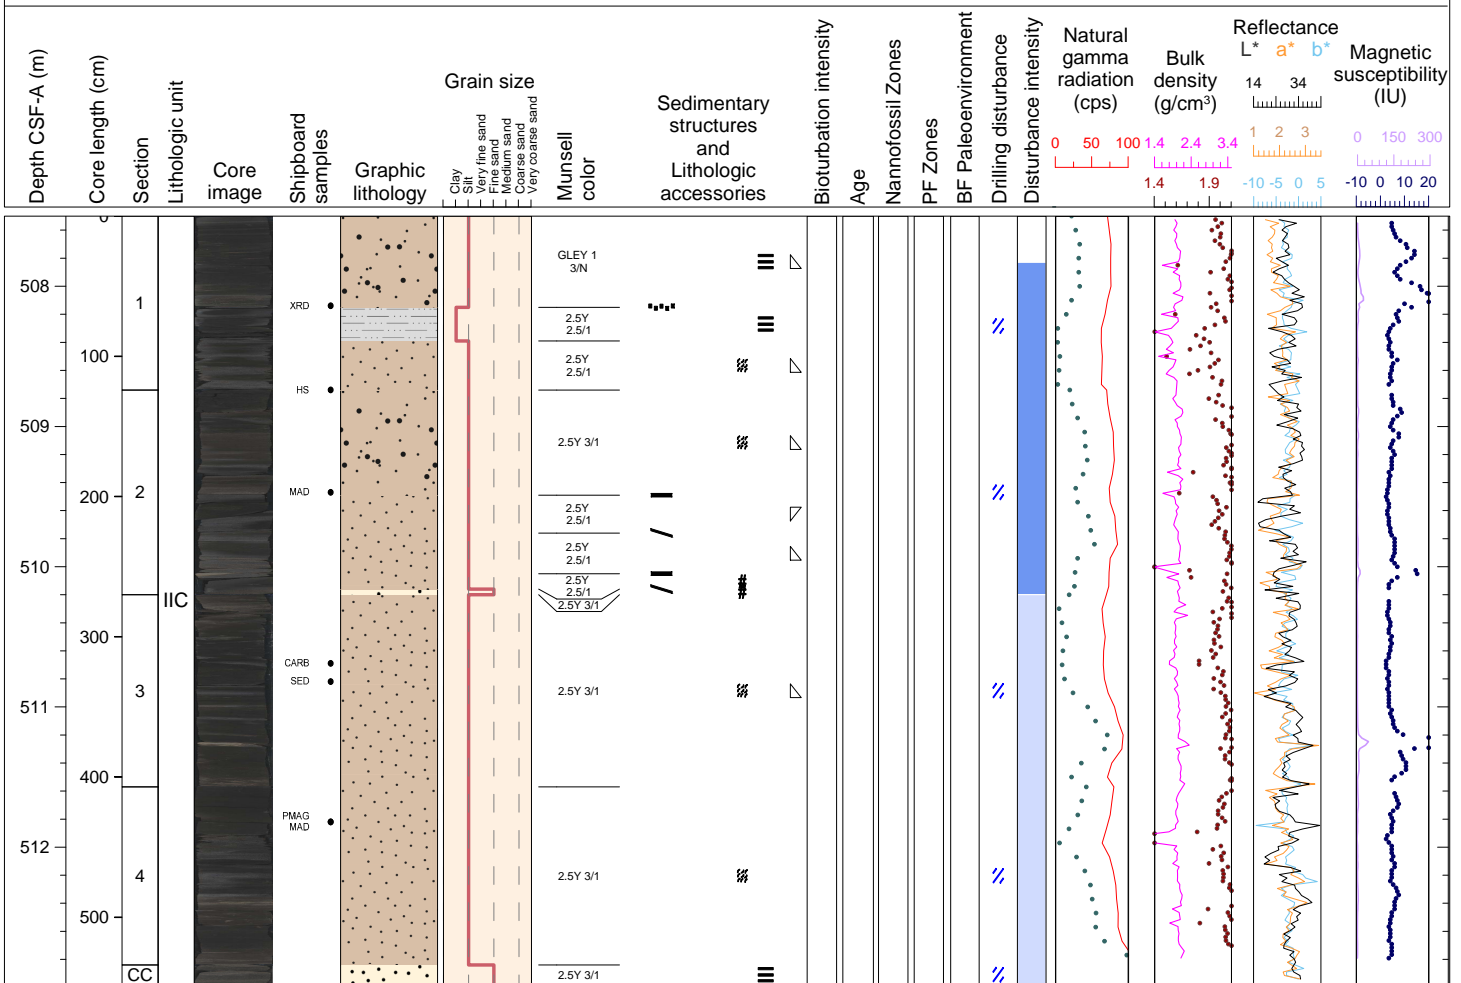 Depth CSF-A (m)
Core length (cm)
Section
Lithologic unit
Core
image
Shipboard
samples
Graphic
lithology
Grain size
Clay
Silt
Very fine sand
Fine sand
Medium sand
Coarse sand
Very coarse sand
Munsell
color
Sedimentary
structures
and
Lithologic
accessories
Bioturbation intensity
Age
Nannofossil Zones
PF Zones
BF Paleoenvironment
Drilling disturbance
Disturbance intensity
Natural
gamma
radiation
(cps)
0 50 100
Bulk
density
(g/cm³)
1.4 2.4 3.4
1.4 1.9
Reflectance
L* a* b*
14 34
1 2 3
-10 -5 0 5
Magnetic
susceptibility
(IU)
0 150 300
-10 0 10 20
0
GLEY 1
3/N
508
1
XRD
2.5Y
2.5/1
100
2.5Y
2.5/1
HS
509
2.5Y 3/1
200
2
MAD
2.5Y
2.5/1
2.5Y
2.5/1
510
2.5Y
2.5/1
IIC
2.5Y 3/1
300
CARB
SED
3
2.5Y 3/1
511
400
PMAG
MAD
512
4
2.5Y 3/1
500
CC
2.5Y 3/1